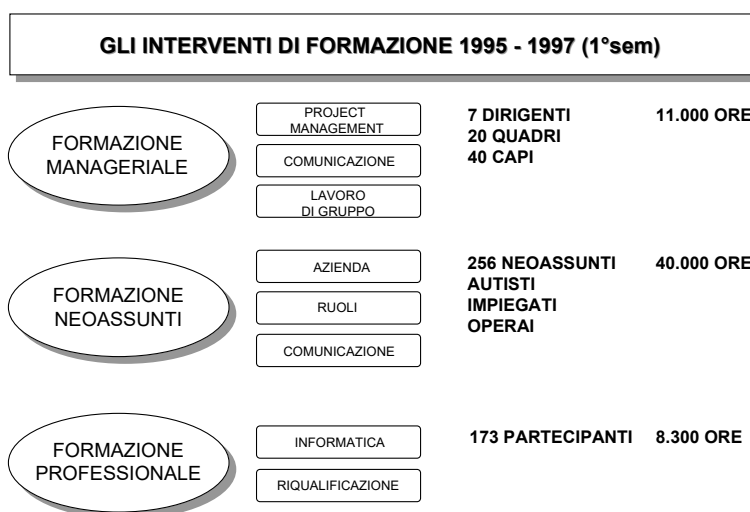 GLI INTERVENTI DI FORMAZIONE 1995 - 1997 (1°sem)
FORMAZIONE
MANAGERIALE
PROJECT
MANAGEMENT
COMUNICAZIONE
LAVORO
DI GRUPPO
7 DIRIGENTI 11.000 ORE
20 QUADRI
40 CAPI
FORMAZIONE
NEOASSUNTI
AZIENDA
RUOLI
COMUNICAZIONE
256 NEOASSUNTI 40.000 ORE
AUTISTI
IMPIEGATI
OPERAI
FORMAZIONE
PROFESSIONALE
INFORMATICA
RIQUALIFICAZIONE
173 PARTECIPANTI 8.300 ORE